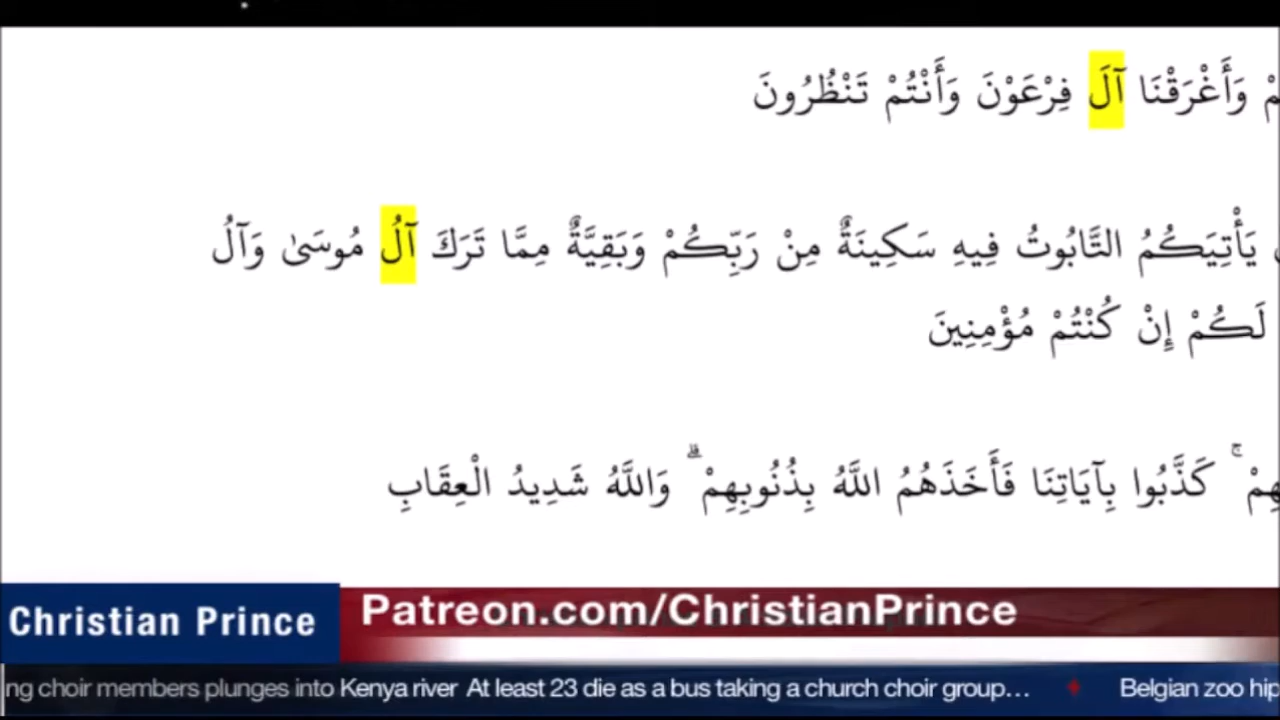 وَأَغْرَقْنَا آلَ فِرْعَوْنَ وَأَنْتُمْ تَنْظُرُونَ
يَأْتِيَكُمُ التَّابُوتُ فِيهِ سَكِينَةٌ مِنْ رَبِّكُمْ وَبَقِيَّةٌ مِمَّا تَرَكَ آلُ مُوسَىٰ وَآلُ
لَكُمْ إِنْ كُنْتُمْ مُؤْمِنِينَ
كَذَّبُوا بِآيَاتِنَا فَأَخَذَهُمُ اللَّهُ بِذُنُوبِهِمْ ۗ وَاللَّهُ شَدِيدُ الْعِقَابِ
Christian Prince
Patreon.com/ChristianPrince
ng choir members plunges into Kenya river At least 23 die as a bus taking a church choir group... Belgian zoo hip